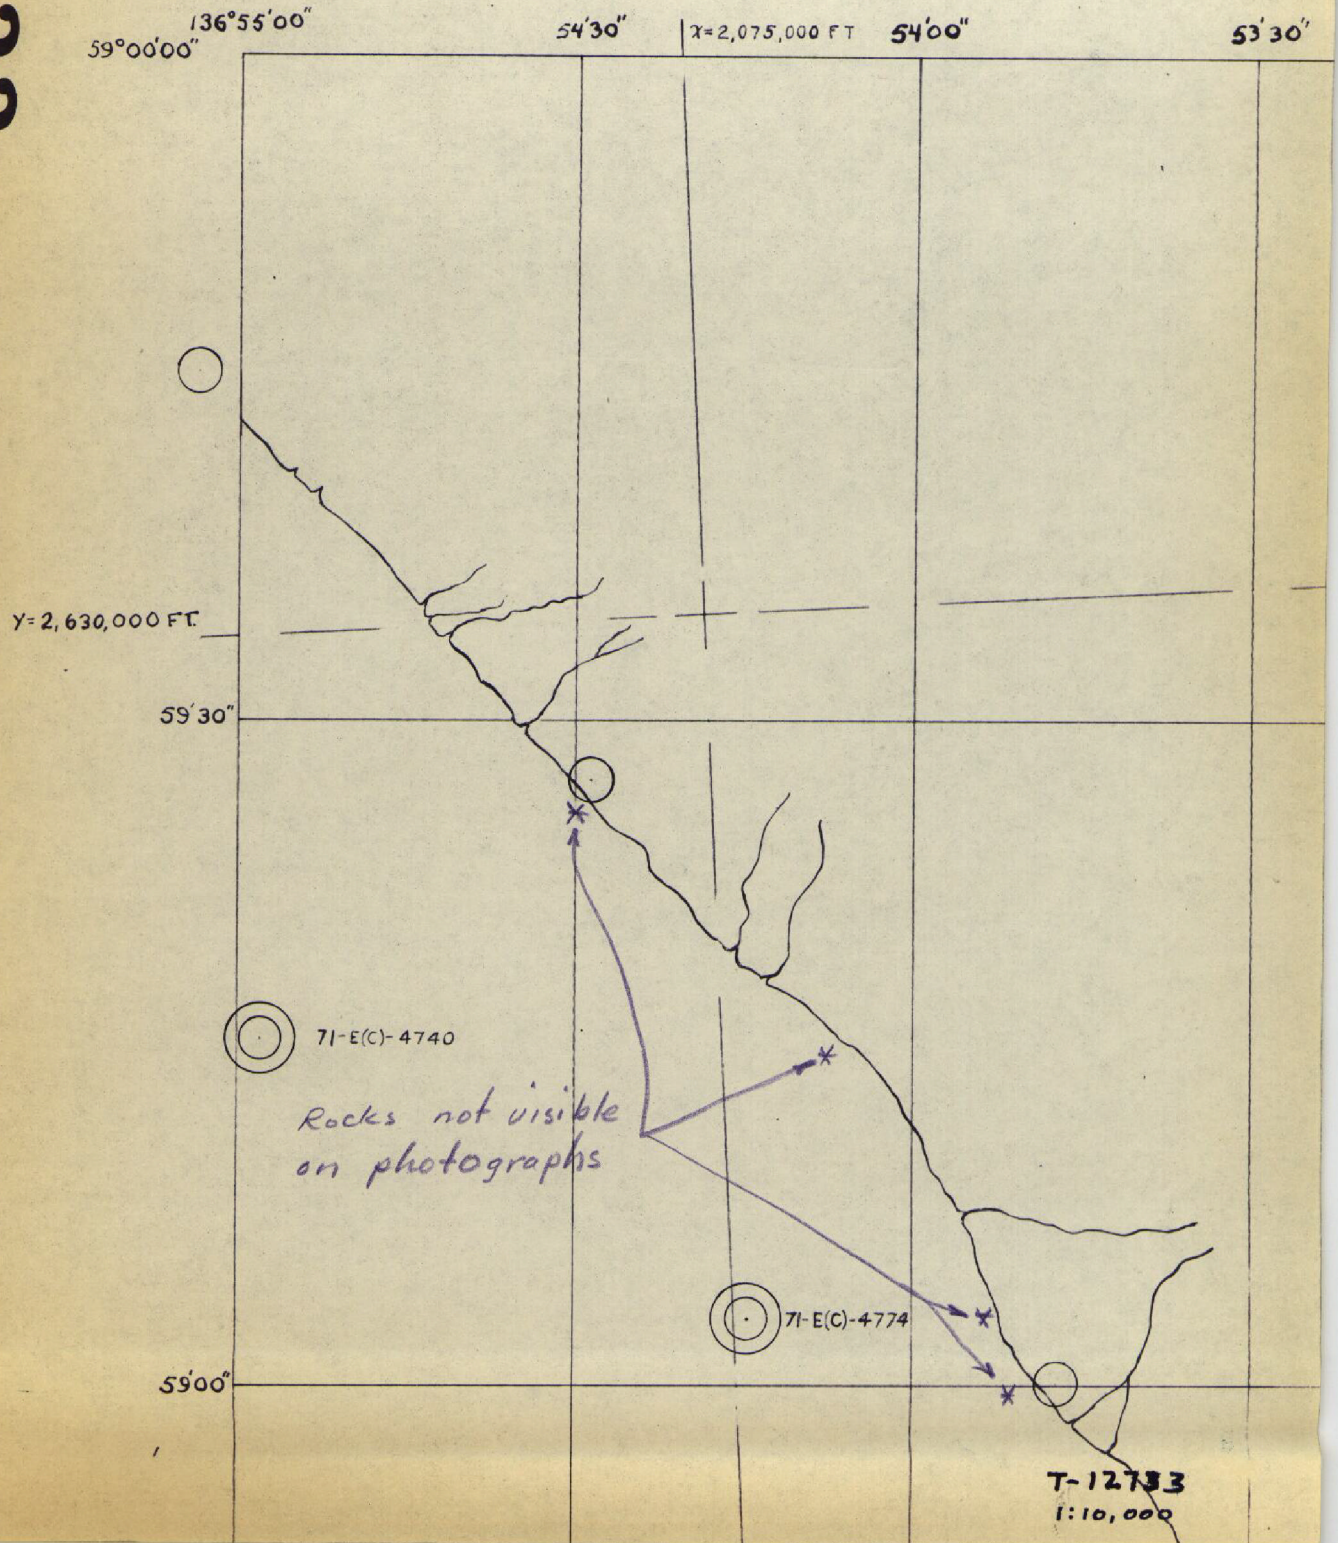 136°55'00"
54'30"
X=2,075,000 FT
54'00"
53'30"
59°00'00"
Y=2,630,000 FT.
59'30"
71-E(C)-4740
Rocks not visible
on photographs
71-E(C)-4774
59'00"
T-12733
1:10,000